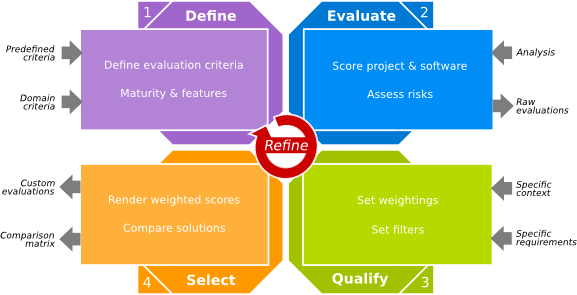 1
Define
Predefined
criteria
Domain
criteria
Define evaluation criteria
Maturity & features
Evaluate
2
Score project & software
Assess risks
Analysis
Raw
evaluations
Refine
Custom
evaluations
Comparison
matrix
Render weighted scores
Compare solutions
4
Select
Set weightings
Set filters
Specific
context
Specific
requirements
Qualify
3